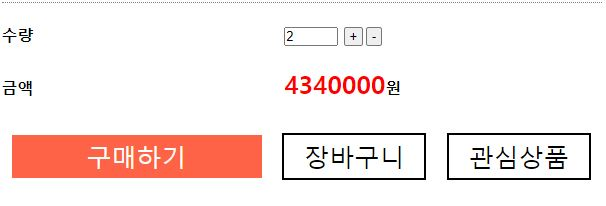 수량 2 + -
금액 4340000원
구매하기 장바구니 관심상품